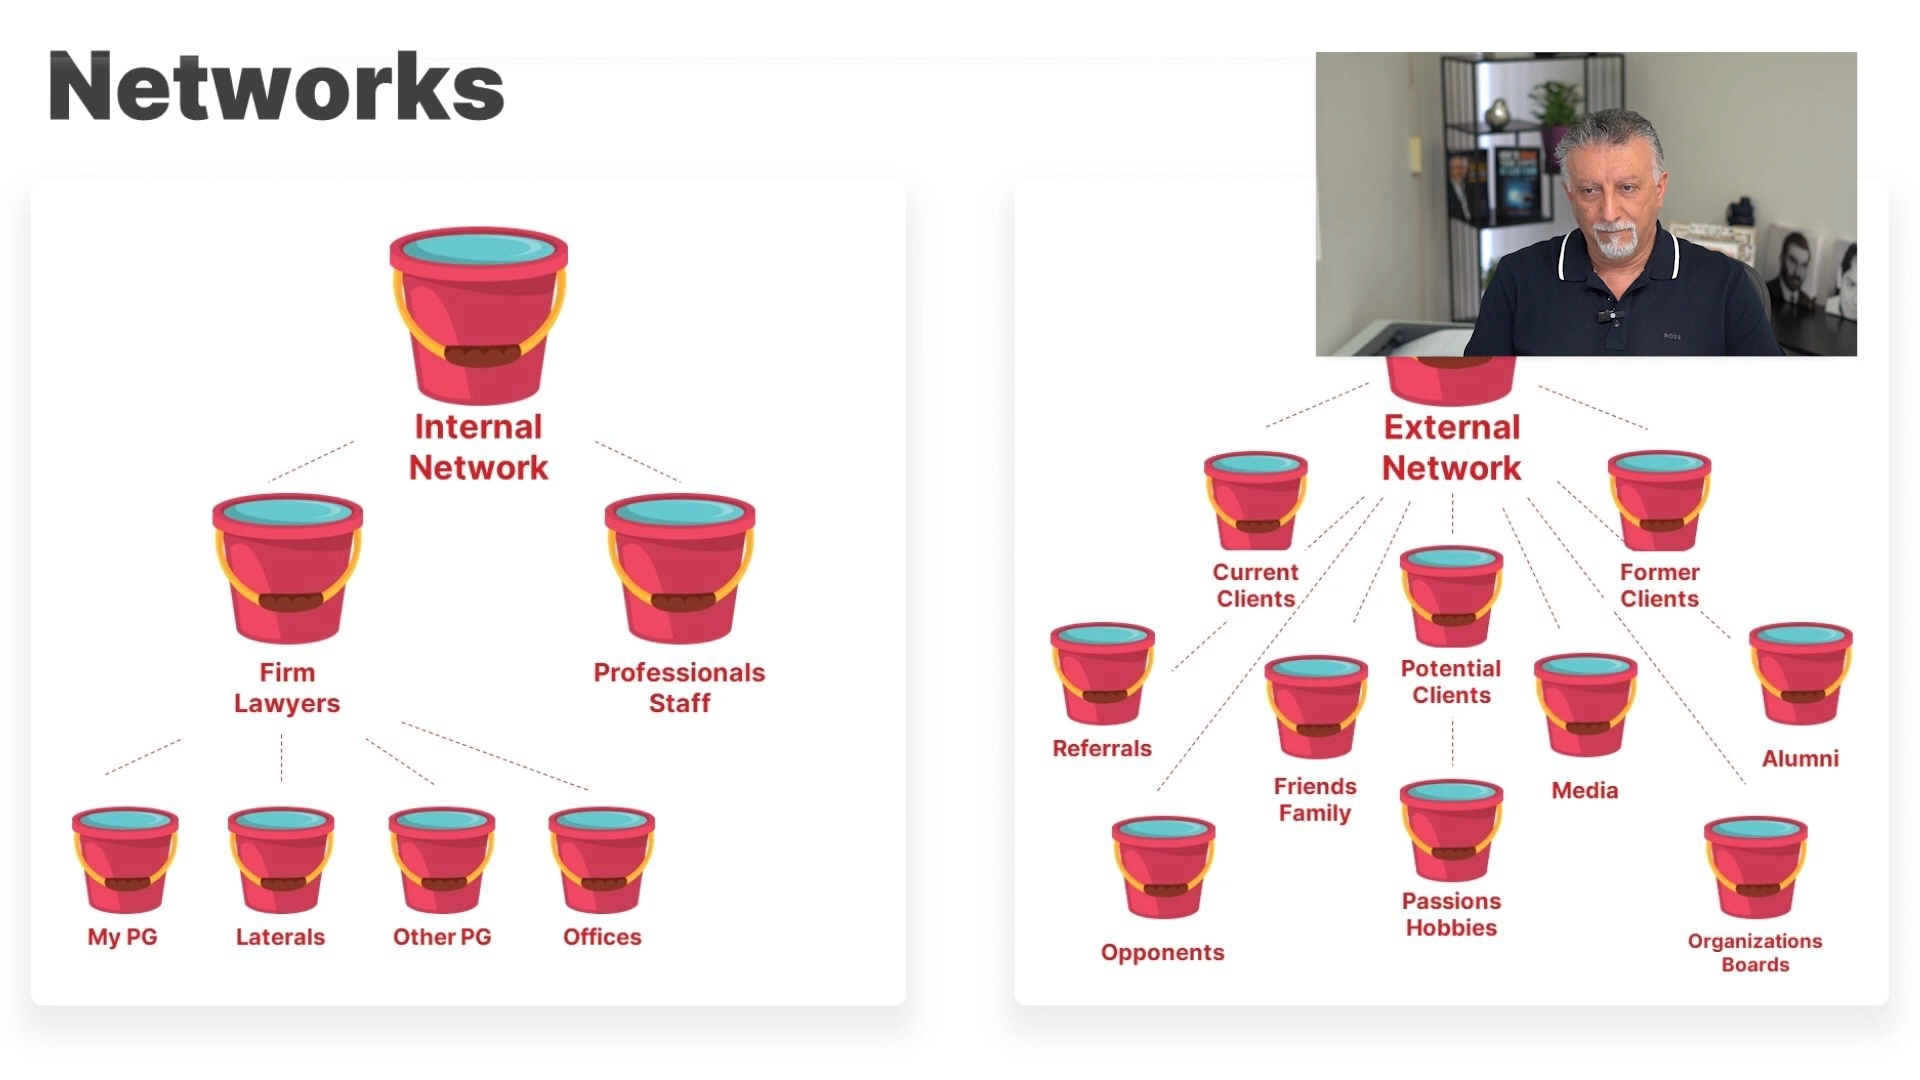 Networks
Internal
Network
Firm
Lawyers
Professionals
Staff
My PG
Laterals
Other PG
Offices
BOSS
External
Network
Current
Clients
Former
Clients
Potential
Clients
Referrals
Friends
Family
Media
Alumni
Opponents
Passions
Hobbies
Organizations
Boards